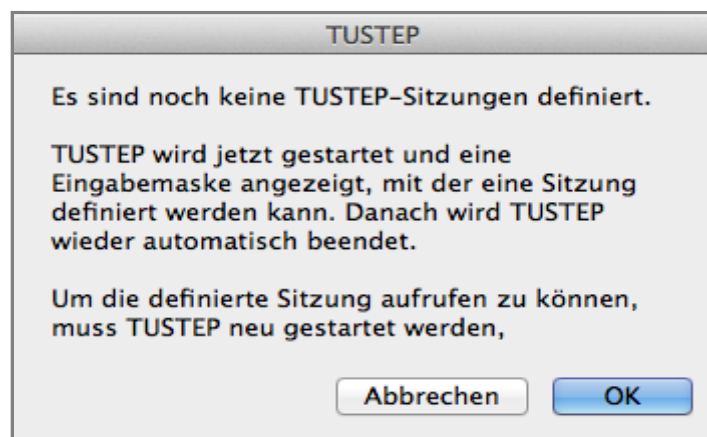 TUSTEP
Es sind noch keine TUSTEP-Sitzungen definiert.
TUSTEP wird jetzt gestartet und eine
Eingabemaske angezeigt, mit der eine Sitzung
definiert werden kann. Danach wird TUSTEP
wieder automatisch beendet.
Um die definierte Sitzung aufrufen zu können,
muss TUSTEP neu gestartet werden,
Abbrechen OK